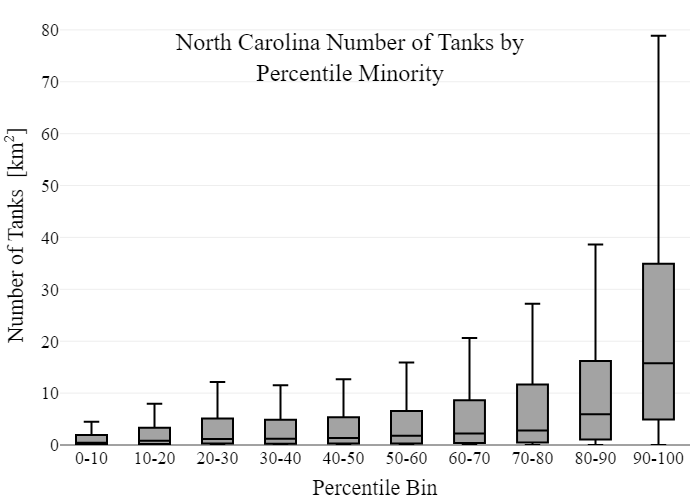 North Carolina Number of Tanks by
Percentile Minority
Number of Tanks [km²]
80
70
60
50
40
30
20
10
0
0-10 10-20 20-30 30-40 40-50 50-60 60-70 70-80 80-90 90-100
Percentile Bin